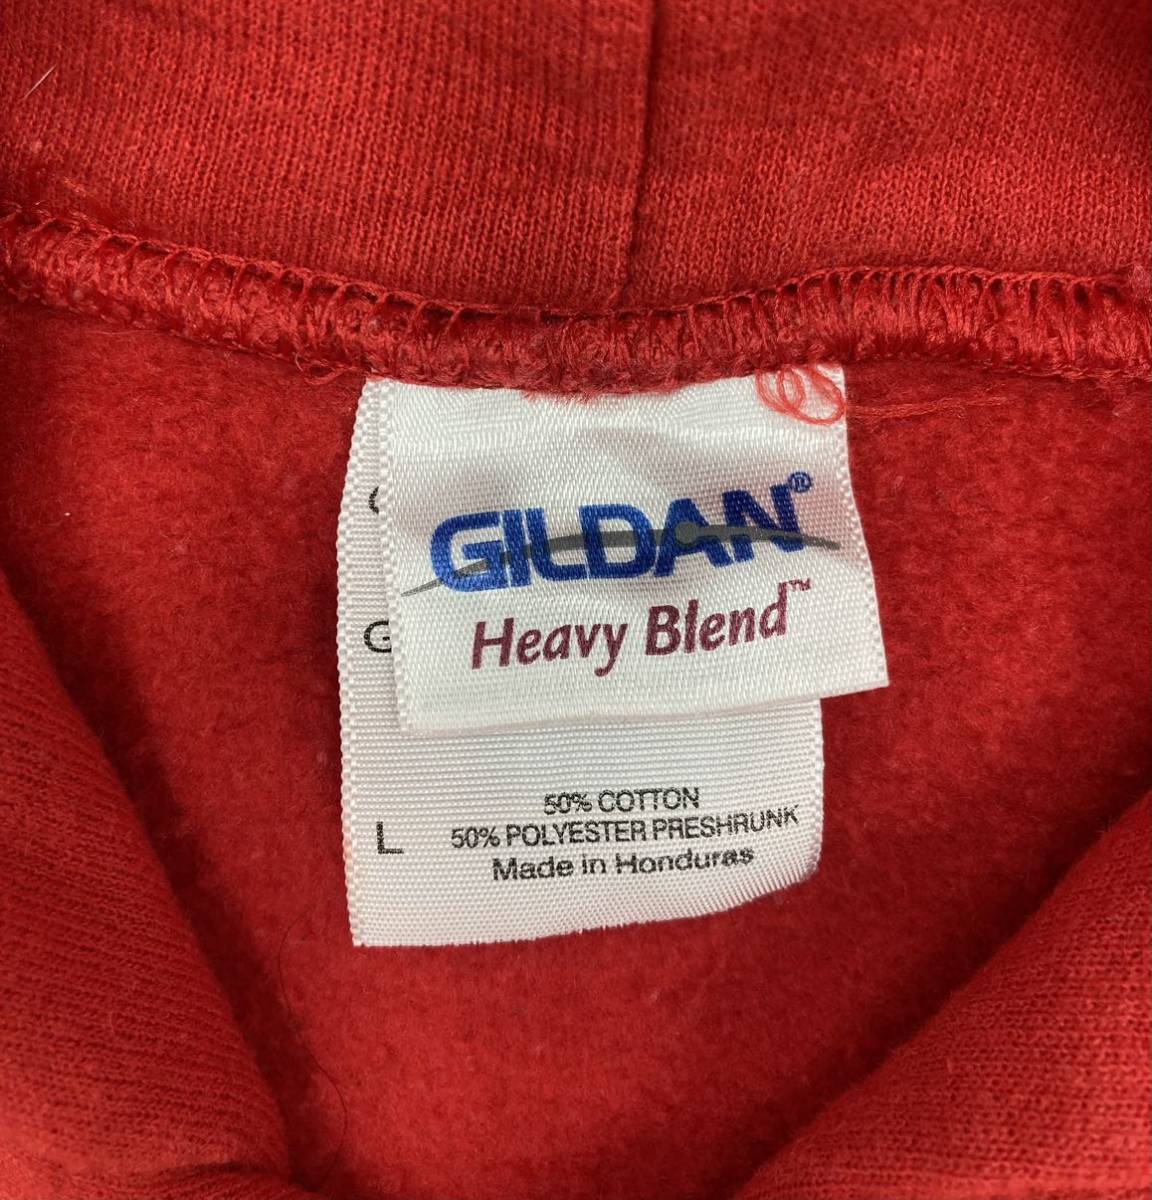 GILDAN®
Heavy Blend™
G
50% COTTON
L
50% POLYESTER PRESHRUNK
Made in Honduras